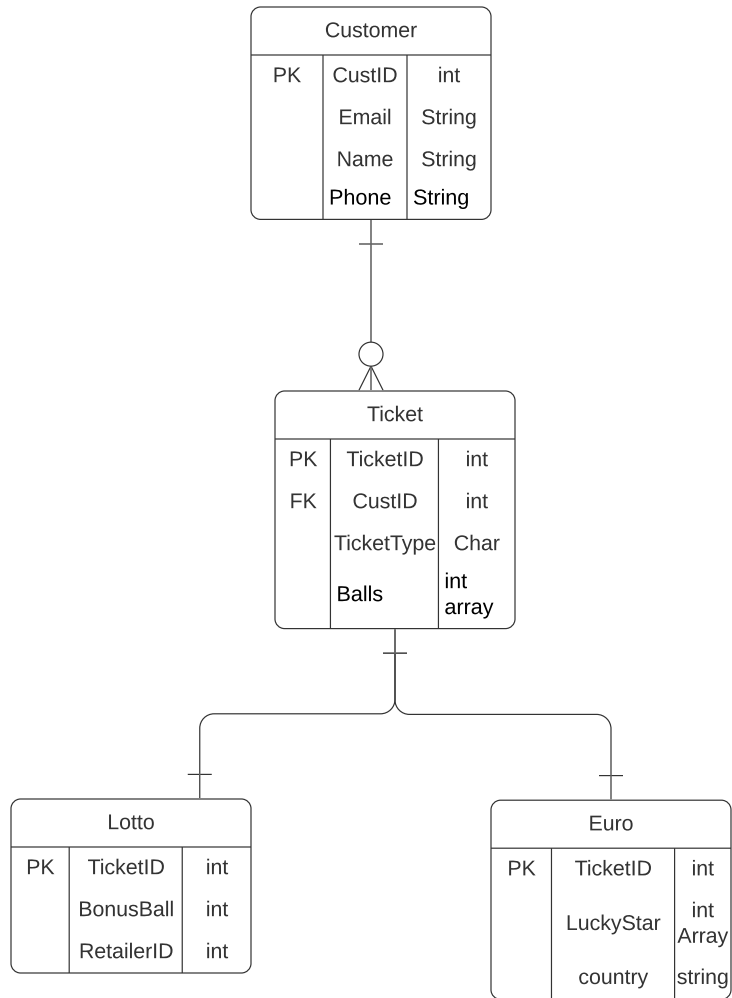 Customer
PK CustID int
Email String
Name String
Phone String
Ticket
PK TicketID int
FK CustID int
TicketType Char
Balls int
array
Lotto
PK TicketID int
BonusBall int
RetailerID int
Euro
PK TicketID int
LuckyStar int
Array
country string